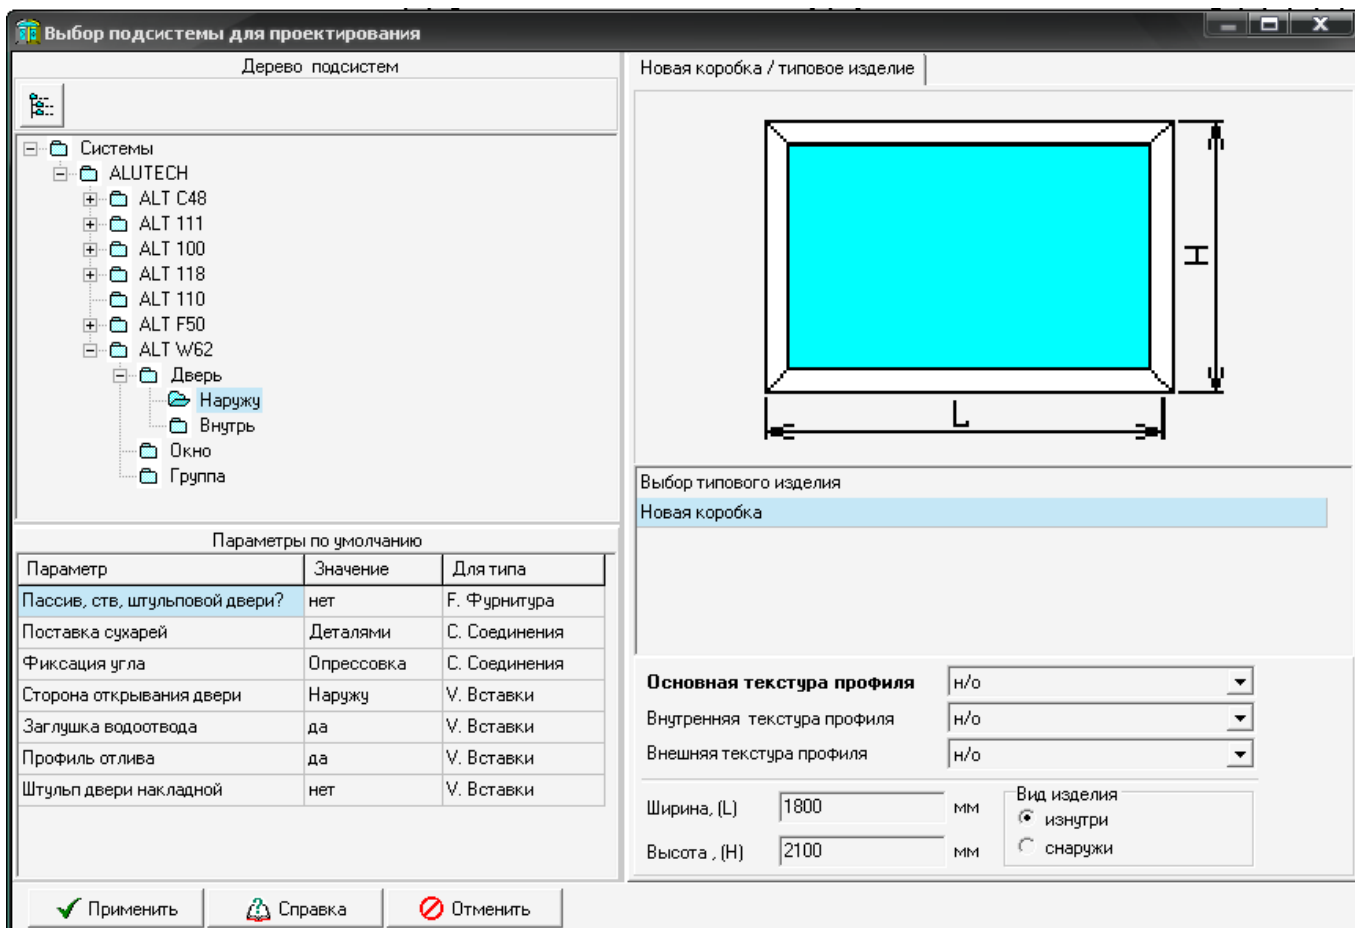 Выбор подсистемы для проектирования
Дерево подсистем
Системы
ALUTECH
ALT C48
ALT 111
ALT 100
ALT 118
ALT 110
ALT F50
ALT W62
Дверь
Наружу
Внутрь
Окно
Группа
Параметры по умолчанию
Параметр Значение Для типа
Пассив, ств, штульповой двери? нет F. Фурнитура
Поставка сухарей Деталями C. Соединения
Фиксация угла Опрессовка C. Соединения
Сторона открывания двери Наружу V. Вставки
Заглушка водоотвода да V. Вставки
Профиль отлива да V. Вставки
Штульп двери накладной нет V. Вставки
Новая коробка / типовое изделие
H
L
Выбор типового изделия
Новая коробка
Основная текстура профиля н/о
Внутренняя текстура профиля н/о
Внешняя текстура профиля н/о
Ширина, (L) 1800 мм
Высота , (H) 2100 мм
Вид изделия
изнутри
снаружи
Применить Справка Отменить